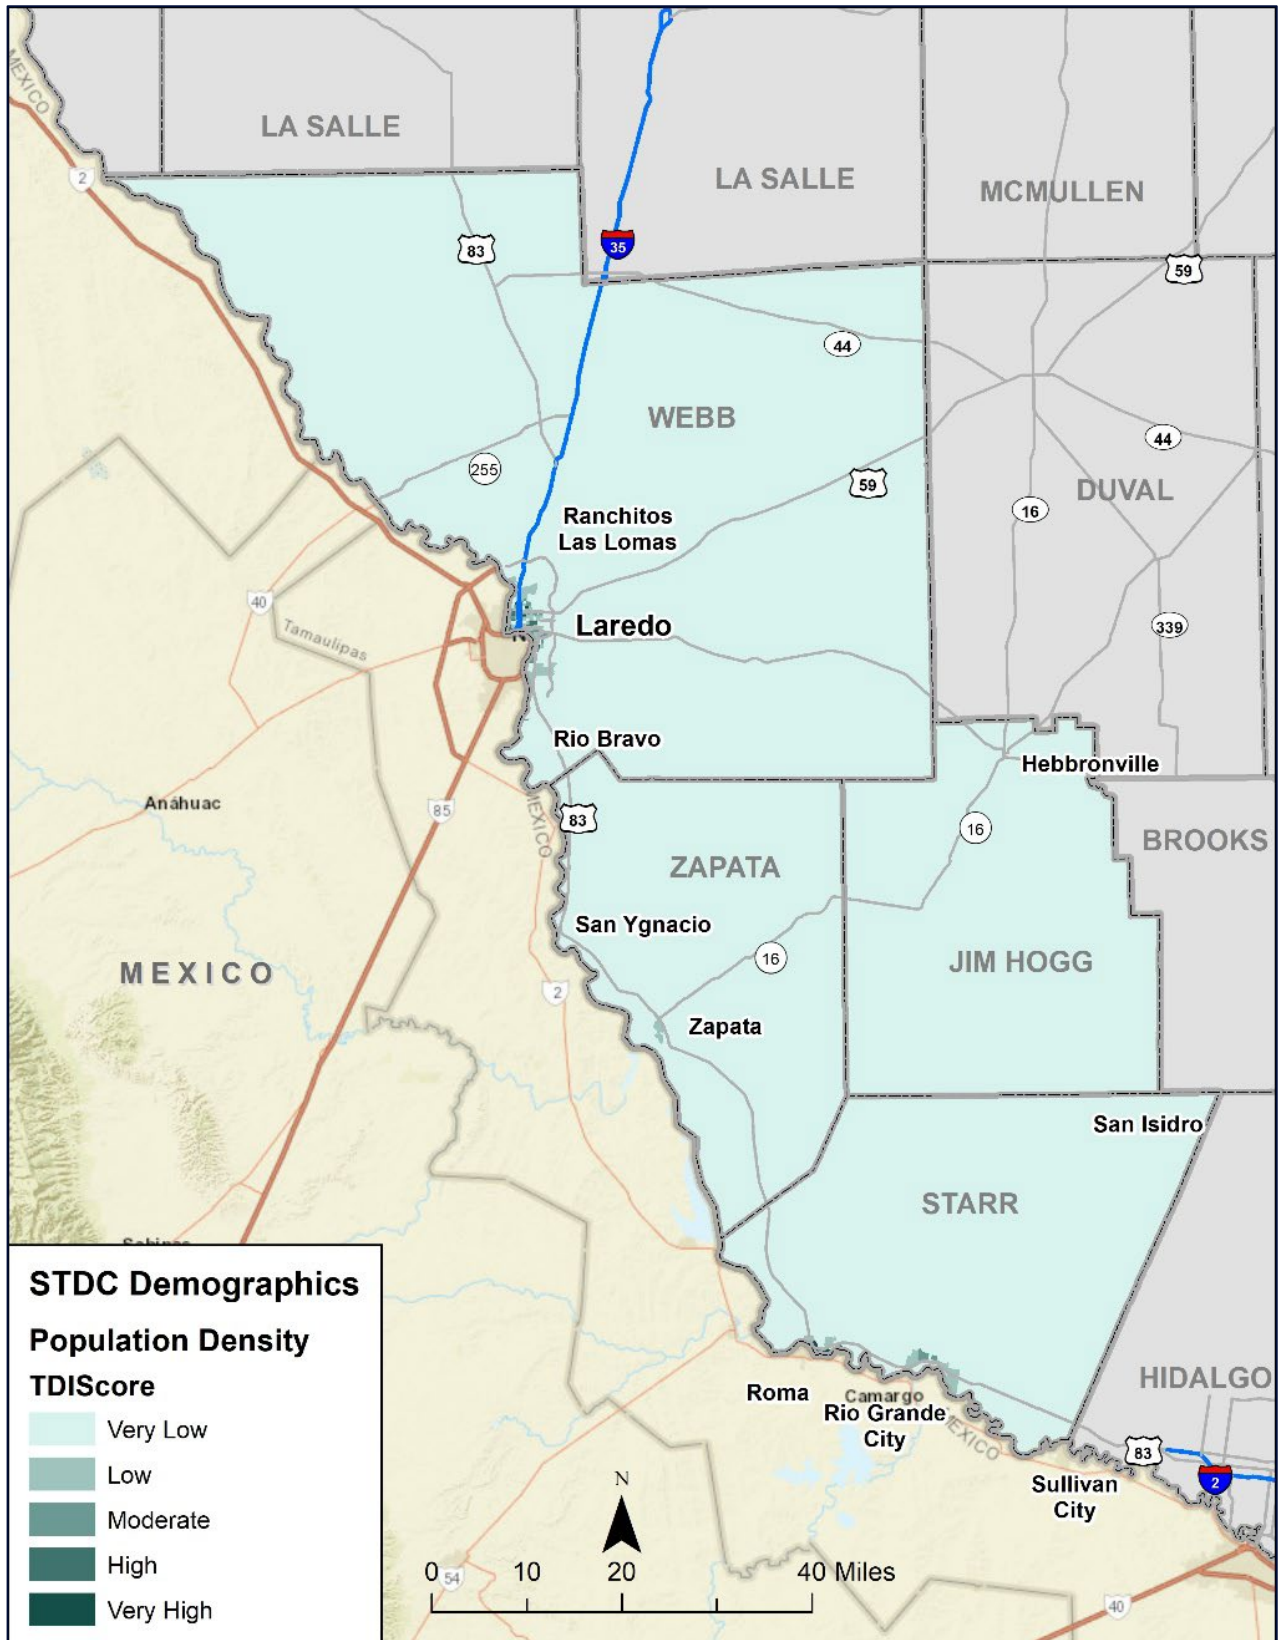 MEXICO
LA SALLE
LA SALLE
MCMULLEN
2
83
35
59
44
WEBB
44
255
59
DUVAL
16
Ranchitos
Las Lomas
40
Tamaulipas
Laredo
339
Rio Bravo
Hebbronville
Anáhuac
85
MEXICO
83
16
BROOKS
ZAPATA
San Ygnacio
16
JIM HOGG
MEXICO
2
Zapata
San Isidro
STARR
STDC Demographics
Population Density
TDIScore
Very Low
Low
Moderate
High
Very High
HIDALGO
Roma
Camargo
Rio Grande
City
MEXICO
83
2
Sullivan
City
N
0 10 20 40 Miles
54
40